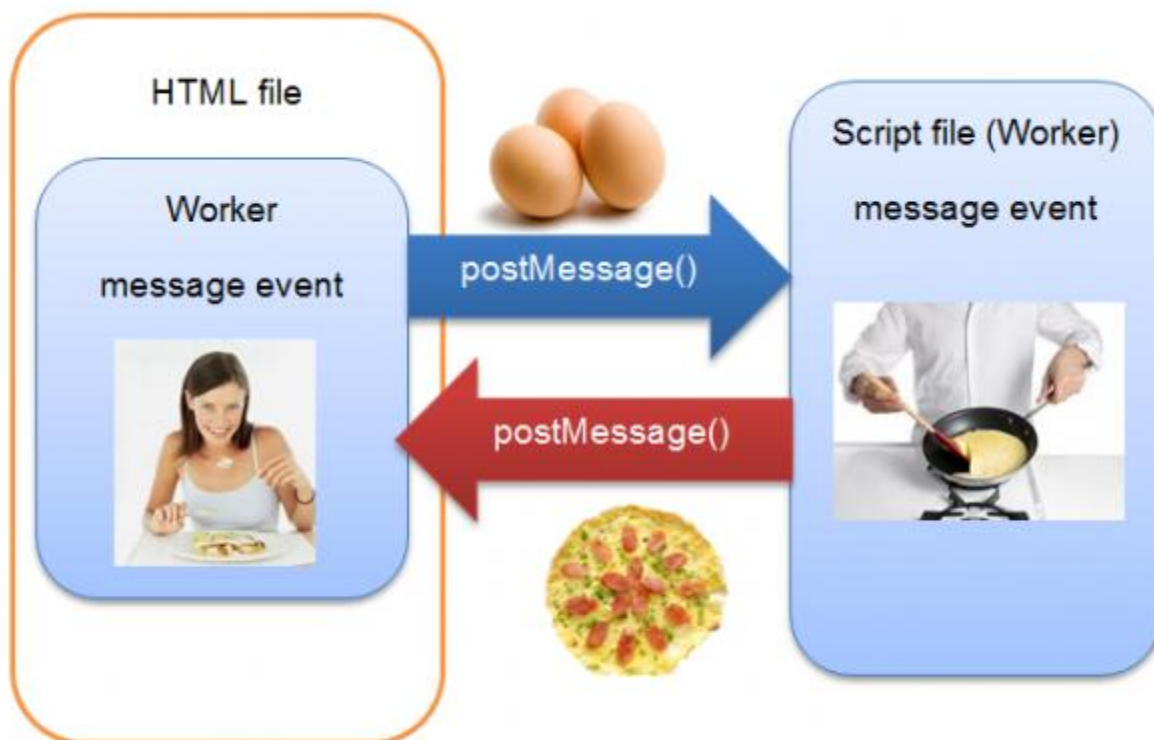 HTML file
Worker
message event
postMessage()
postMessage()
Script file (Worker)
message event